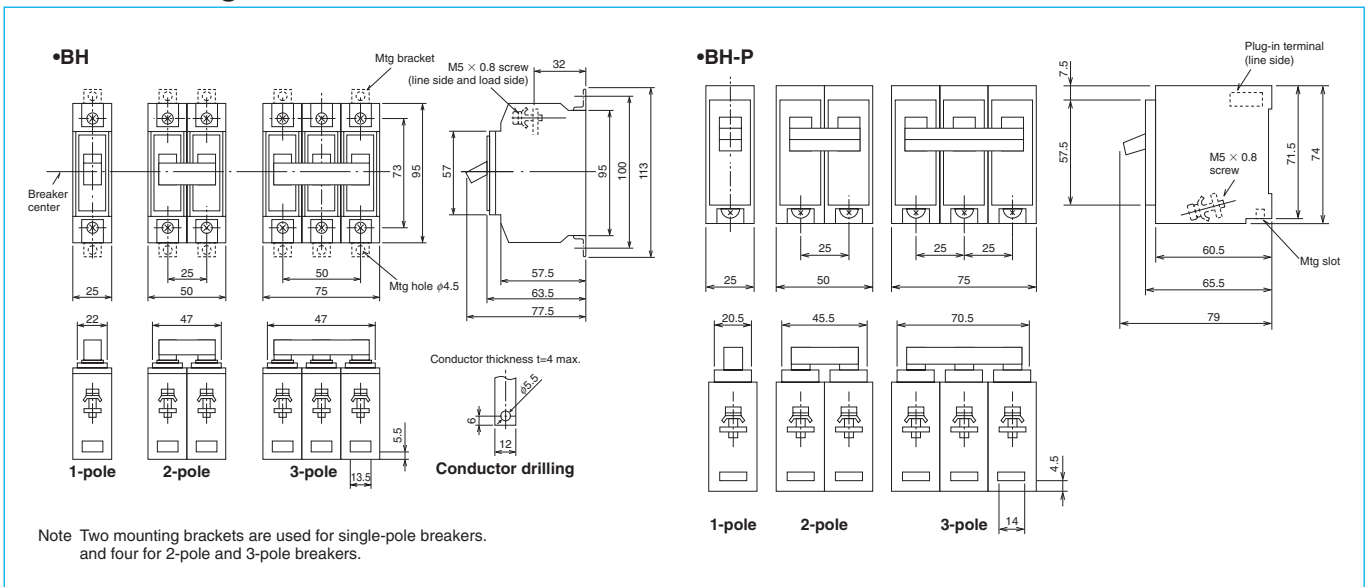 •BH
Mtg bracket
M5 × 0.8 screw
(line side and load side)
32
Breaker
center
73
95
57
95
100
113
25
50
Mtg hole ø4.5
25
50
75
57.5
63.5
77.5
22
47
47
Conductor thickness t=4 max.
ø5.5
6
12
5.5
13.5
1-pole
2-pole
3-pole
Conductor drilling
Note Two mounting brackets are used for single-pole breakers.
and four for 2-pole and 3-pole breakers.
•BH-P
Plug-in terminal
(line side)
7.5
57.5
M5 × 0.8
screw
71.5
74
25
25
25
25
50
75
60.5
Mtg slot
65.5
79
20.5
45.5
70.5
4.5
14
1-pole
2-pole
3-pole